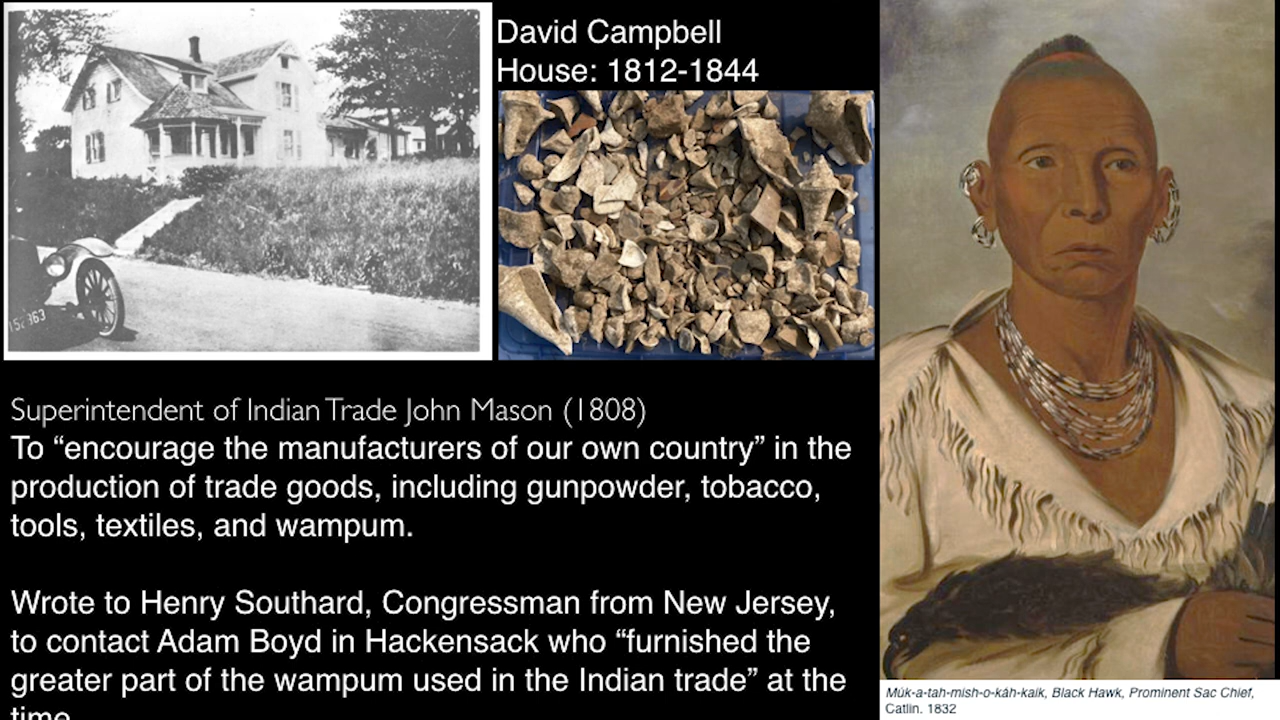 David Campbell
House: 1812-1844
152 363
Superintendent of Indian Trade John Mason (1808)
To “encourage the manufacturers of our own country” in the
production of trade goods, including gunpowder, tobacco,
tools, textiles, and wampum.
Wrote to Henry Southard, Congressman from New Jersey,
to contact Adam Boyd in Hackensack who “furnished the
greater part of the wampum used in the Indian trade” at the
time.
Múk-a-tah-mish-o-káh-kaik, Black Hawk, Prominent Sac Chief,
Catlin. 1832